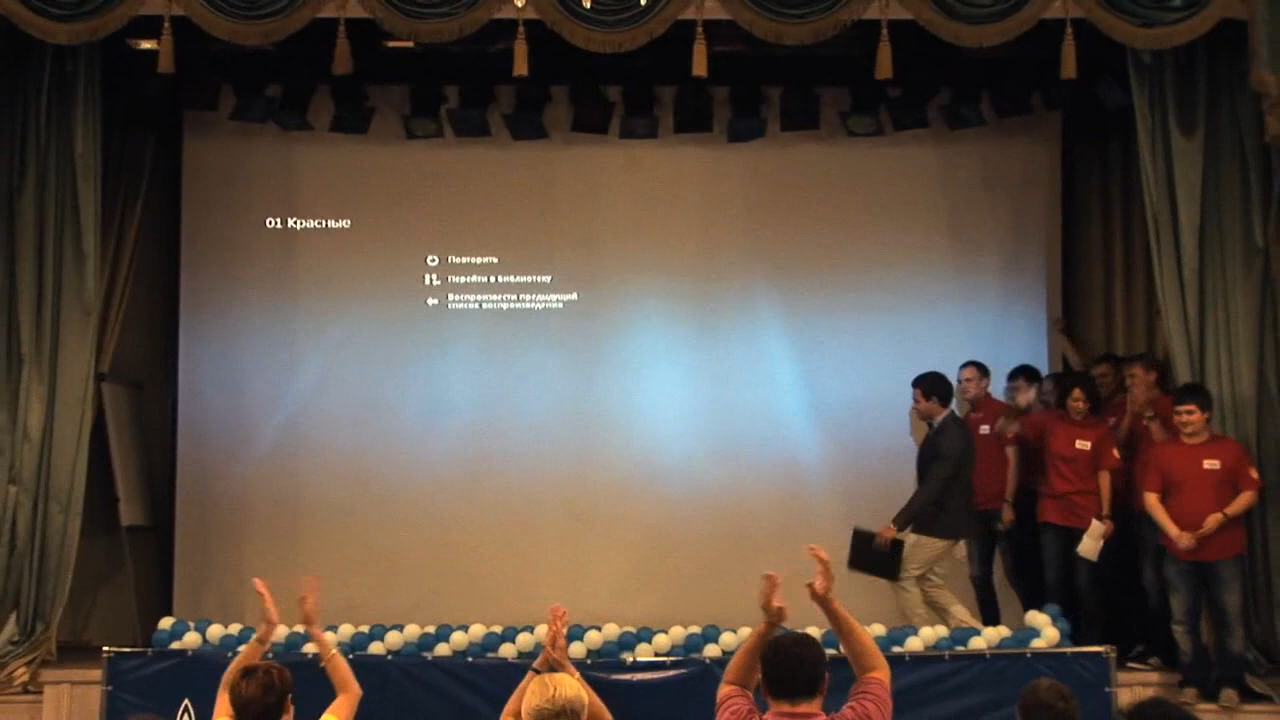 01 Красные
Повторить
Перейти в библиотеку
Воспроизвести предыдущий
список воспроизведения